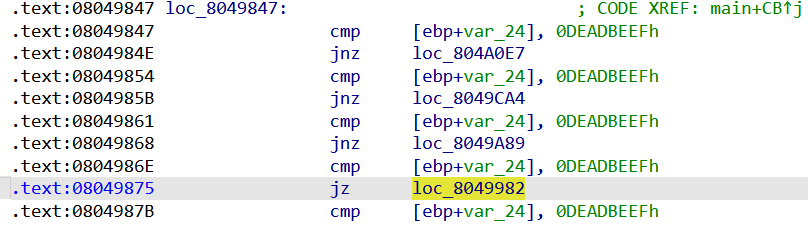 .text:08049847 loc_8049847: ; CODE XREF: main+CB↑j
.text:08049847 cmp [ebp+var_24], 0DEADBEEFh
.text:0804984E jnz loc_804A0E7
.text:08049854 cmp [ebp+var_24], 0DEADBEEFh
.text:0804985B jnz loc_8049CA4
.text:08049861 cmp [ebp+var_24], 0DEADBEEFh
.text:08049868 jnz loc_8049A89
.text:0804986E cmp [ebp+var_24], 0DEADBEEFh
.text:08049875 jz loc_8049982
.text:0804987B cmp [ebp+var_24], 0DEADBEEFh